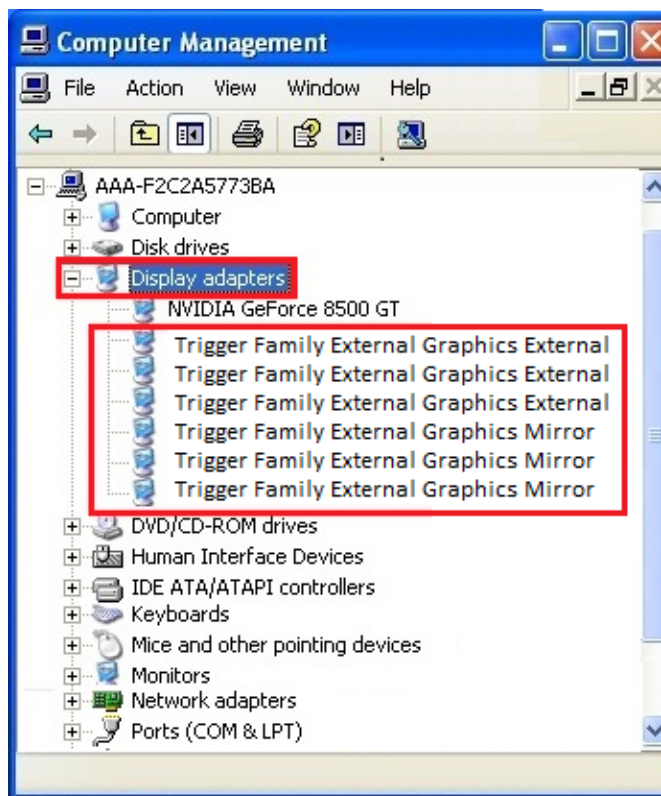 Computer Management
File Action View Window Help
AAA-F2C2A5773BA
Computer
Disk drives
Display adapters
NVIDIA GeForce 8500 GT
Trigger Family External Graphics External
Trigger Family External Graphics External
Trigger Family External Graphics External
Trigger Family External Graphics Mirror
Trigger Family External Graphics Mirror
Trigger Family External Graphics Mirror
DVD/CD-ROM drives
Human Interface Devices
IDE ATA/ATAPI controllers
Keyboards
Mice and other pointing devices
Monitors
Network adapters
Ports (COM & LPT)